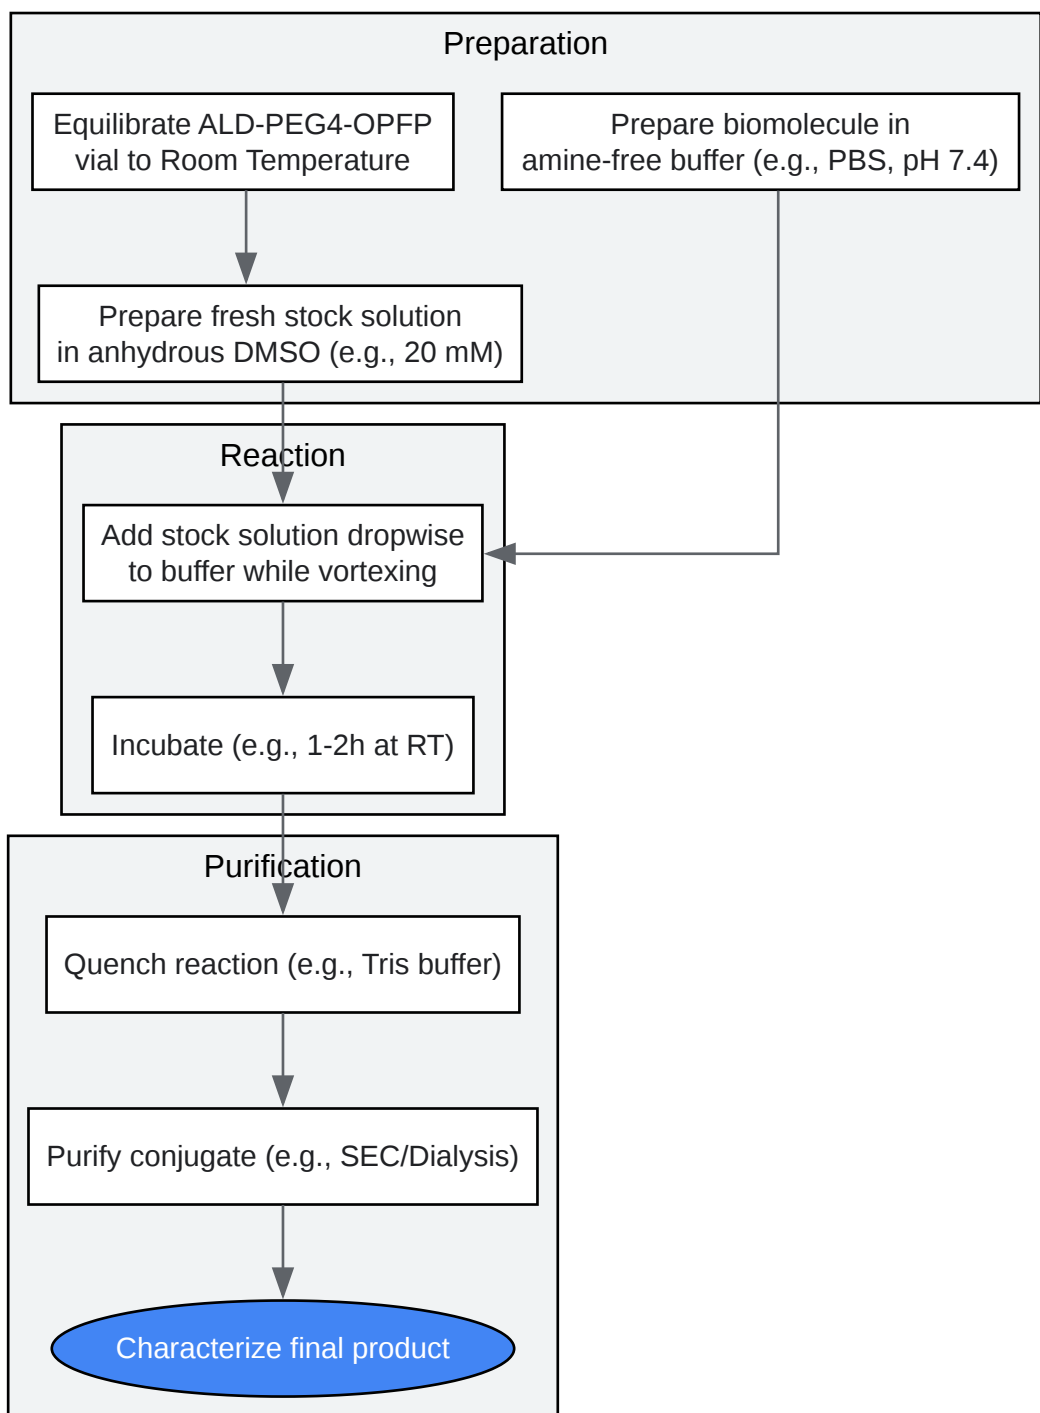 Preparation
Equilibrate ALD-PEG4-OPFP
vial to Room Temperature
Prepare biomolecule in
amine-free buffer (e.g., PBS, pH 7.4)
Prepare fresh stock solution
in anhydrous DMSO (e.g., 20 mM)
Reaction
Add stock solution dropwise
to buffer while vortexing
Incubate (e.g., 1-2h at RT)
Purification
Quench reaction (e.g., Tris buffer)
Purify conjugate (e.g., SEC/Dialysis)
Characterize final product